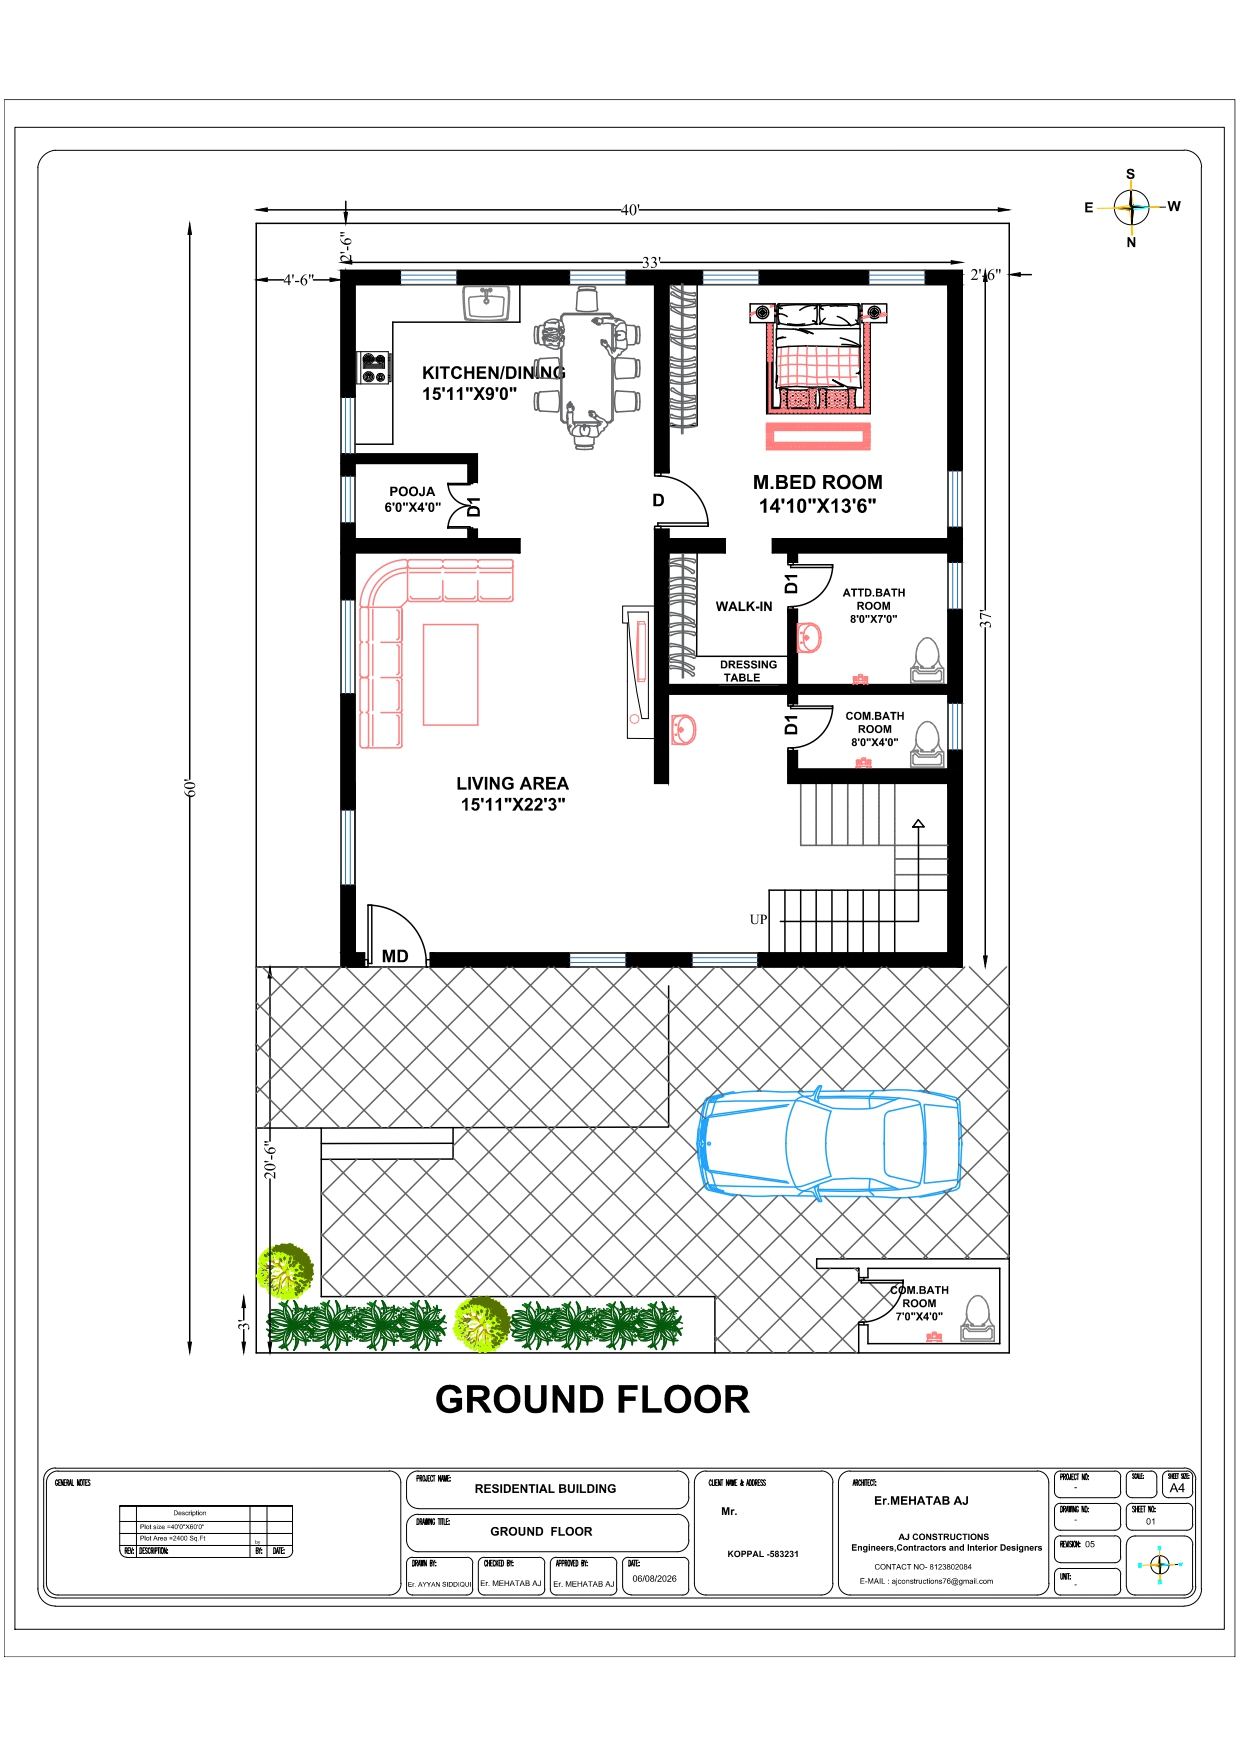 S
E
W
N
40'
2'-6"
33'
4'-6"
2'-6"
KITCHEN/DINING
15'11"X9'0"
M.BED ROOM
14'10"X13'6"
POOJA
6'0"X4'0"
D1
D
D1
WALK-IN
ATTD.BATH
ROOM
8'0"X7'0"
37'
DRESSING
TABLE
D1
COM.BATH
ROOM
8'0"X4'0"
LIVING AREA
15'11"X22'3"
60'
UP
MD
20'-6"
3'
COM.BATH
ROOM
7'0"X4'0"
GROUND FLOOR
GENERAL NOTES
Description
Plot size =40'0"X60'0"
Plot Area =2400 Sq.Ft
by
REV:
DESCRIPTION:
BY:
DATE:
PROJECT NAME:
RESIDENTIAL BUILDING
DRAWING TITLE:
GROUND FLOOR
DRAWN BY:
Er. AYYAN SIDDIQUI
CHECKED BY:
Er. MEHATAB AJ
APPROVED BY:
Er. MEHATAB AJ
DATE:
06/08/2026
CLIENT NAME & ADDRESS
Mr.
KOPPAL -583231
ARCHITECT:
Er.MEHATAB AJ
AJ CONSTRUCTIONS
Engineers,Contractors and Interior Designers
CONTACT NO- 8123802084
E-MAIL : ajconstructions76@gmail.com
PROJECT NO:
-
SCALE:
SHEET SIZE:
A4
DRAWING NO:
-
SHEET NO:
01
REVISION: 05
UNIT:
-